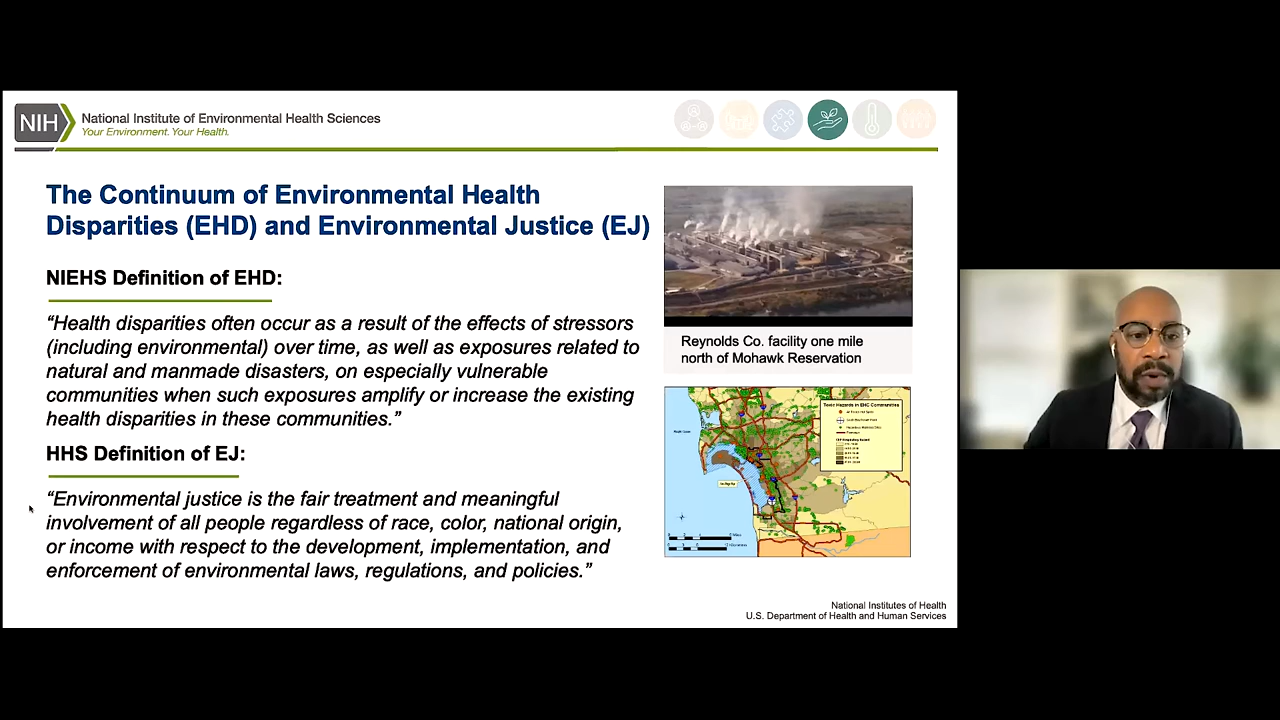 NIH
National Institute of Environmental Health Sciences
Your Environment. Your Health.
The Continuum of Environmental Health
Disparities (EHD) and Environmental Justice (EJ)
NIEHS Definition of EHD:
“Health disparities often occur as a result of the effects of stressors
(including environmental) over time, as well as exposures related to
natural and manmade disasters, on especially vulnerable
communities when such exposures amplify or increase the existing
health disparities in these communities.”
HHS Definition of EJ:
“Environmental justice is the fair treatment and meaningful
involvement of all people regardless of race, color, national origin,
or income with respect to the development, implementation, and
enforcement of environmental laws, regulations, and policies.”
Reynolds Co. facility one mile
north of Mohawk Reservation
Toxic Hazards in EHC Communities
National Institutes of Health
U.S. Department of Health and Human Services